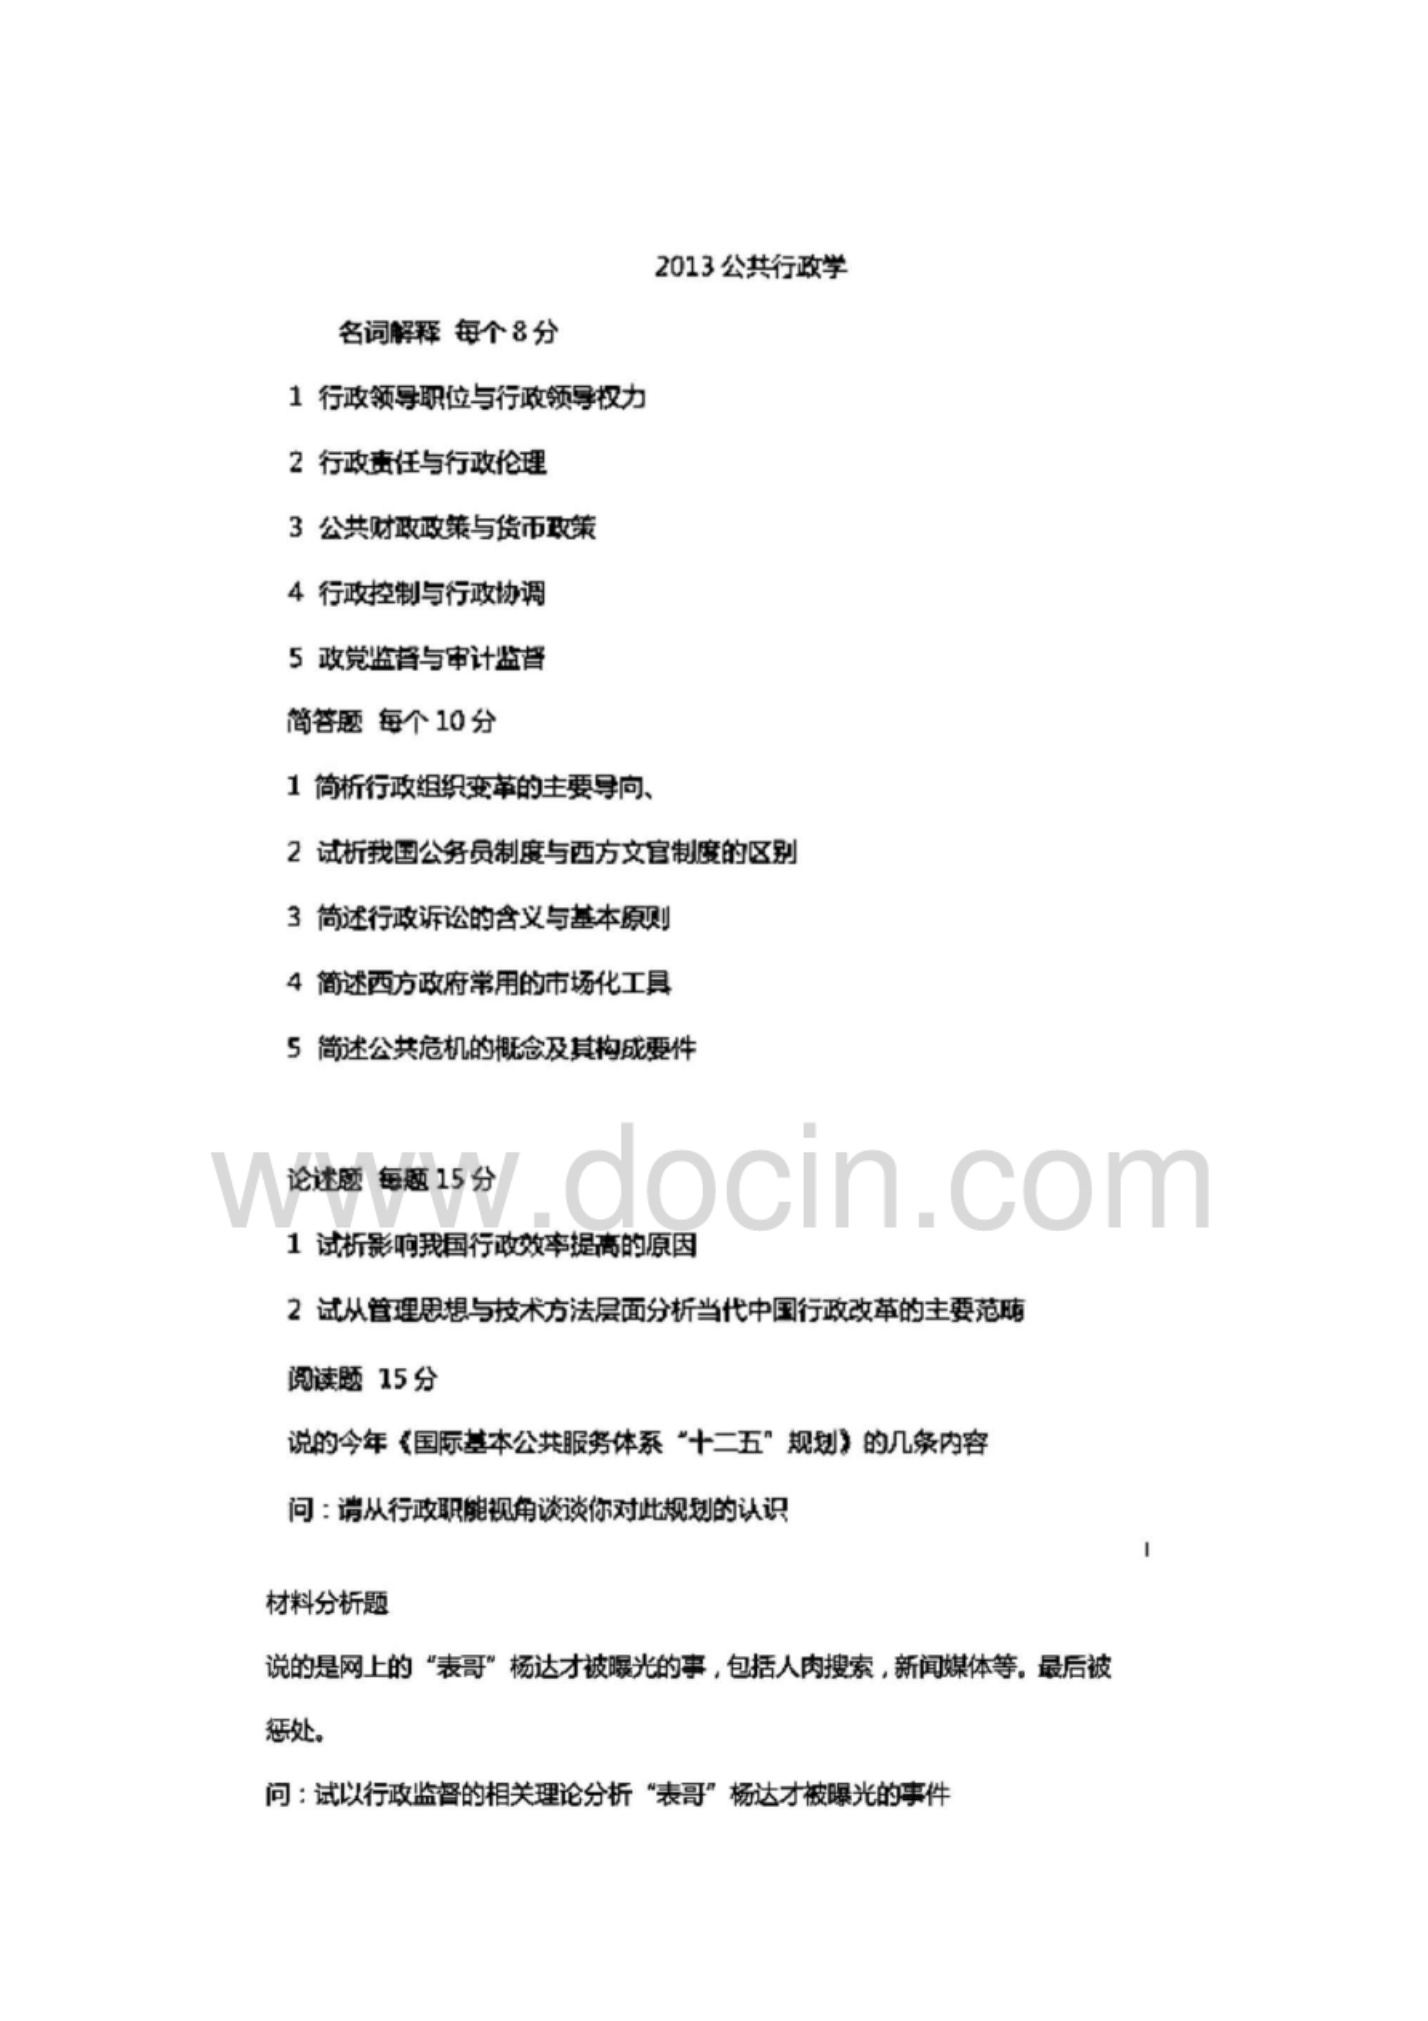 2013 公共行政学
名词解释 每个 8 分
1 行政领导职位与行政领导权力
2 行政责任与行政伦理
3 公共财政政策与货币政策
4 行政控制与行政协调
5 政党监督与审计监督
简答题 每个 10 分
1 简析行政组织变革的主要导向、
2 试析我国公务员制度与西方文官制度的区别
3 简述行政诉讼的含义与基本原则
4 简述西方政府常用的市场化工具
5 简述公共危机的概念及其构成要件
www.docin.com
论述题 每题 15 分
1 试析影响我国行政效率提高的原因
2 试从管理思想与技术方法层面分析当代中国行政改革的主要范畴
阅读题 15 分
说的今年《国际基本公共服务体系“十二五”规划》的几条内容
问：请从行政职能视角谈谈你对此规划的认识
材料分析题
说的是网上的“表哥”杨达才被曝光的事，包括人肉搜索，新闻媒体等。最后被
惩处。
问：试以行政监督的相关理论分析“表哥”杨达才被曝光的事件